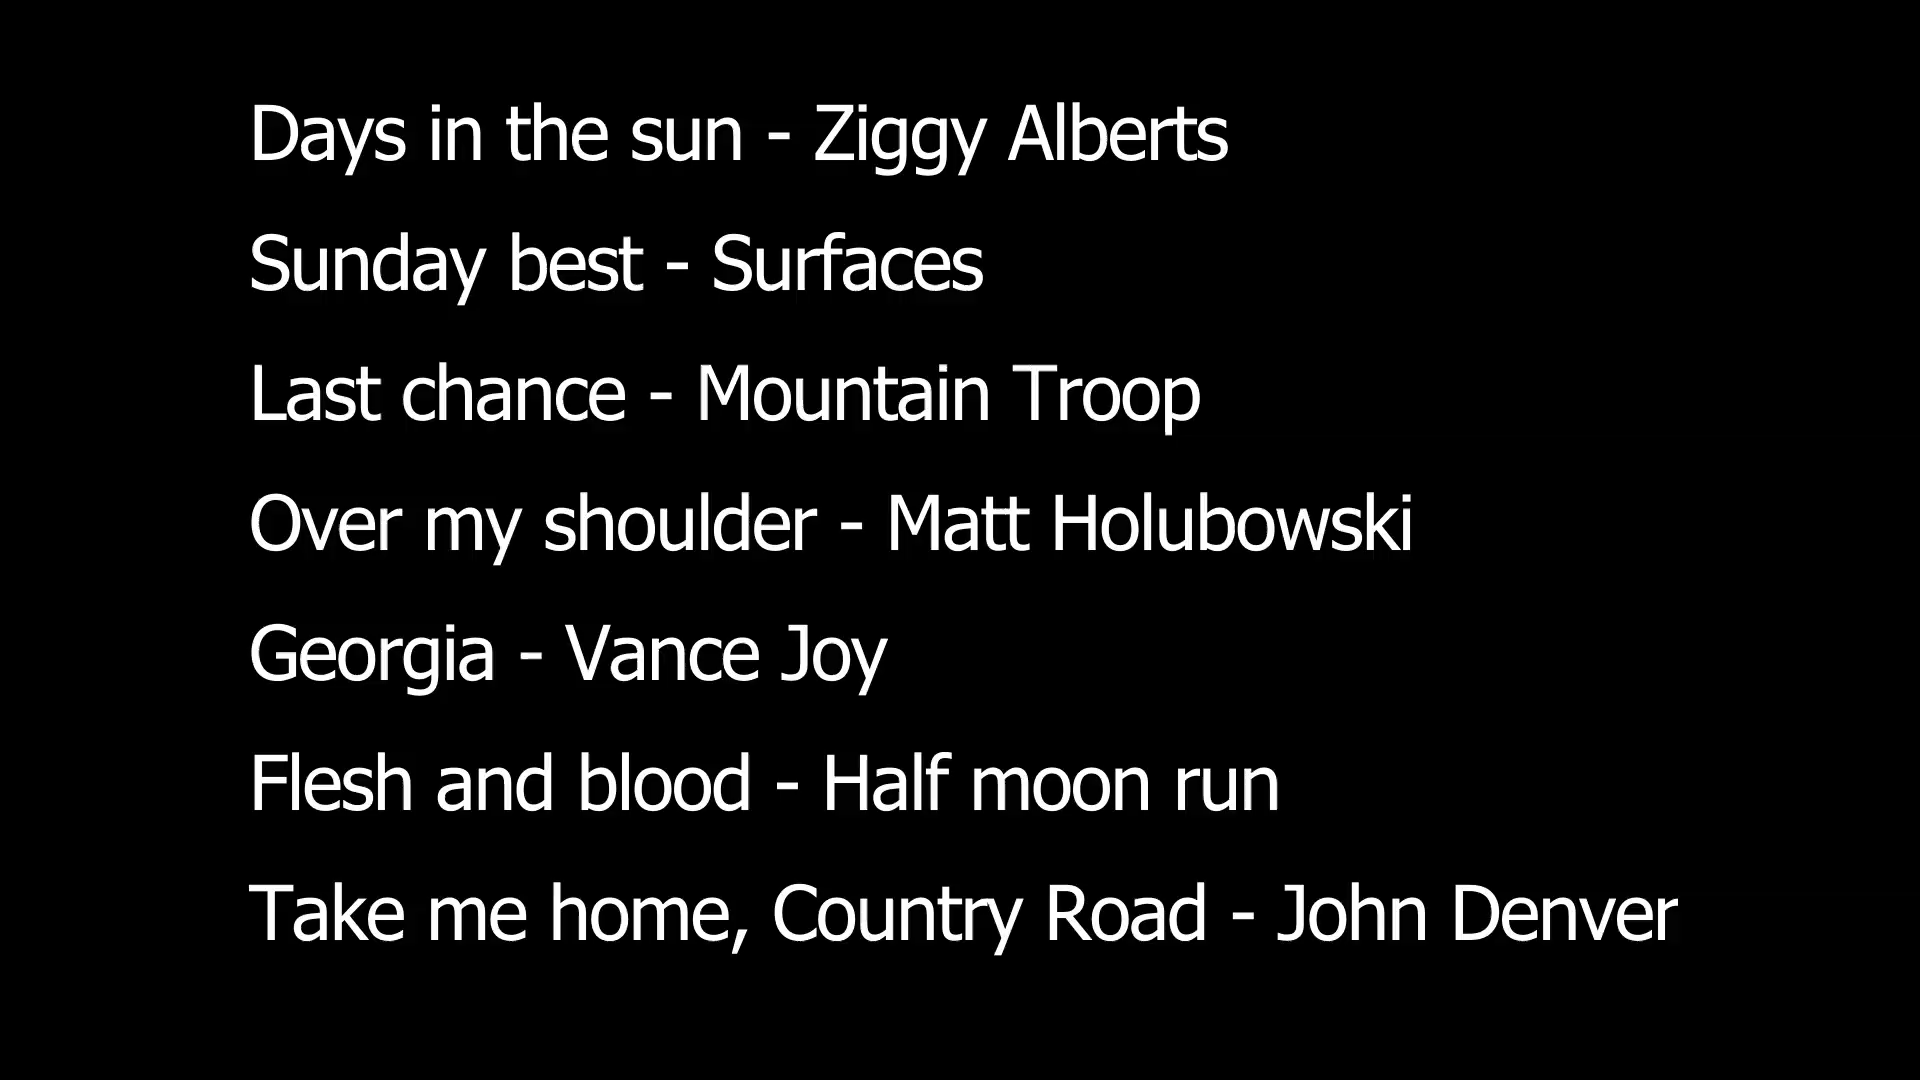 Days in the sun - Ziggy Alberts
Sunday best - Surfaces
Last chance - Mountain Troop
Over my shoulder - Matt Holubowski
Georgia - Vance Joy
Flesh and blood - Half moon run
Take me home, Country Road - John Denver